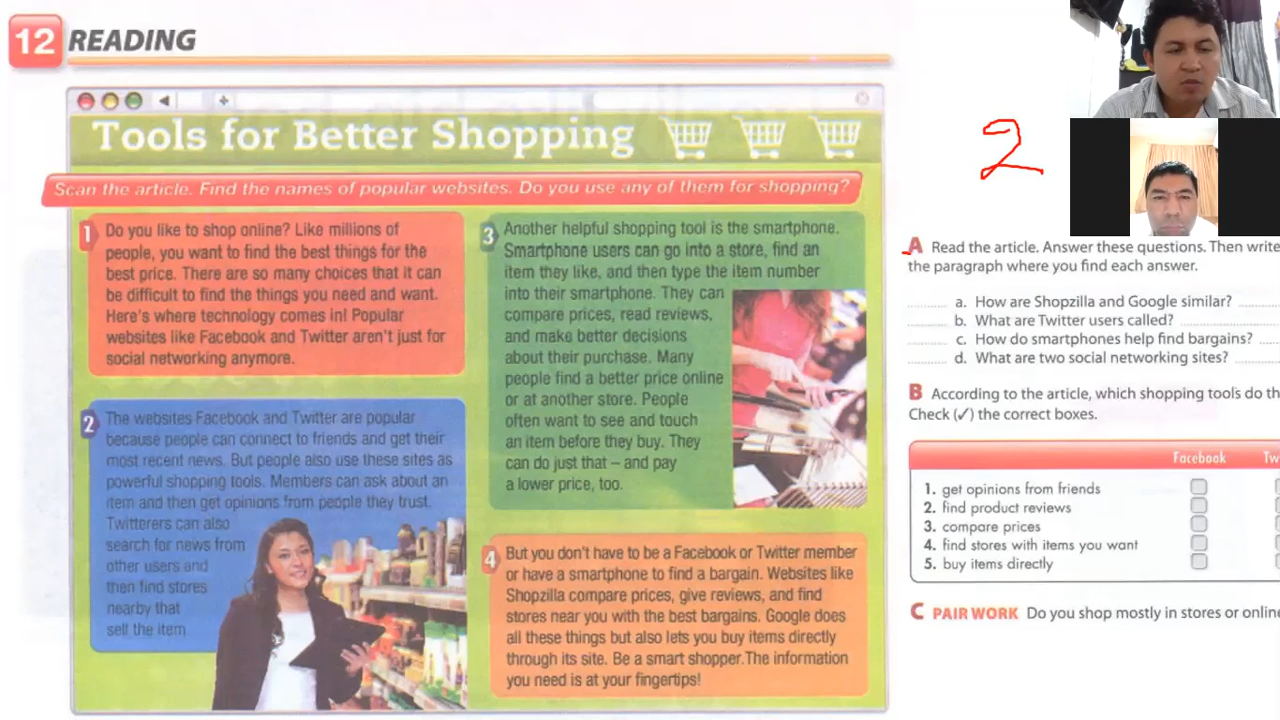 12 READING
Tools for Better Shopping
Scan the article. Find the names of popular websites. Do you use any of them for shopping?
1 Do you like to shop online? Like millions of
people, you want to find the best things for the
best price. There are so many choices that it can
be difficult to find the things you need and want.
Here's where technology comes in! Popular
websites like Facebook and Twitter aren't just for
social networking anymore.
2 The websites Facebook and Twitter are popular
because people can connect to friends and get their
most recent news. But people also use these sites as
powerful shopping tools. Members can ask about an
item and then get opinions from people they trust.
Twitterers can also
search for news from
other users and
then find stores
nearby that
sell the item
3 Another helpful shopping tool is the smartphone.
Smartphone users can go into a store, find an
item they like, and then type the item number
into their smartphone. They can
compare prices, read reviews,
and make better decisions
about their purchase. Many
people find a better price online
or at another store. People
often want to see and touch
an item before they buy. They
can do just that – and pay
a lower price, too.
4 But you don't have to be a Facebook or Twitter member
or have a smartphone to find a bargain. Websites like
Shopzilla compare prices, give reviews, and find
stores near you with the best bargains. Google does
all these things but also lets you buy items directly
through its site. Be a smart shopper.The information
you need is at your fingertips!
2
A Read the article. Answer these questions. Then write
the paragraph where you find each answer.
a. How are Shopzilla and Google similar?
b. What are Twitter users called?
c. How do smartphones help find bargains?
d. What are two social networking sites?
B According to the article, which shopping tools do th
Check (✓) the correct boxes.
Facebook Tw
1. get opinions from friends
2. find product reviews
3. compare prices
4. find stores with items you want
5. buy items directly
C PAIR WORK Do you shop mostly in stores or online